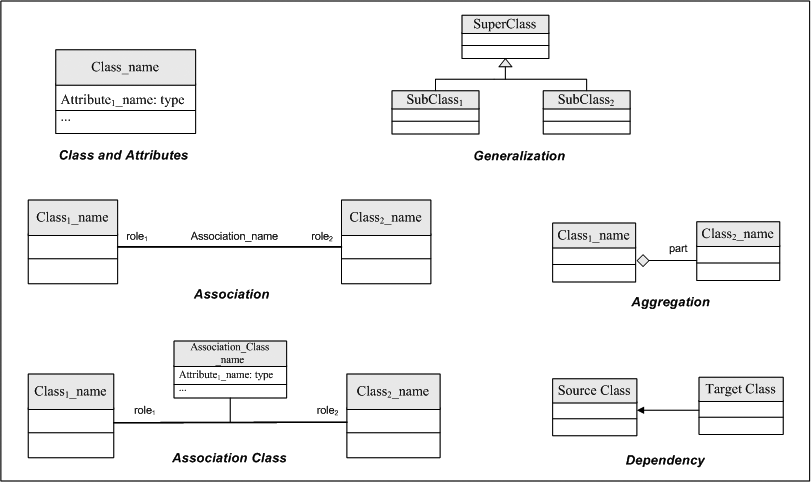 Class_name
Attribute₁_name: type
...
Class and Attributes
SuperClass
SubClass₁
SubClass₂
Generalization
Class₁_name
role₁
Association_name
role₂
Class₂_name
Association
Class₁_name
part
Class₂_name
Aggregation
Association_Class
_name
Attribute₁_name: type
...
Class₁_name
role₁
role₂
Class₂_name
Association Class
Source Class
Target Class
Dependency